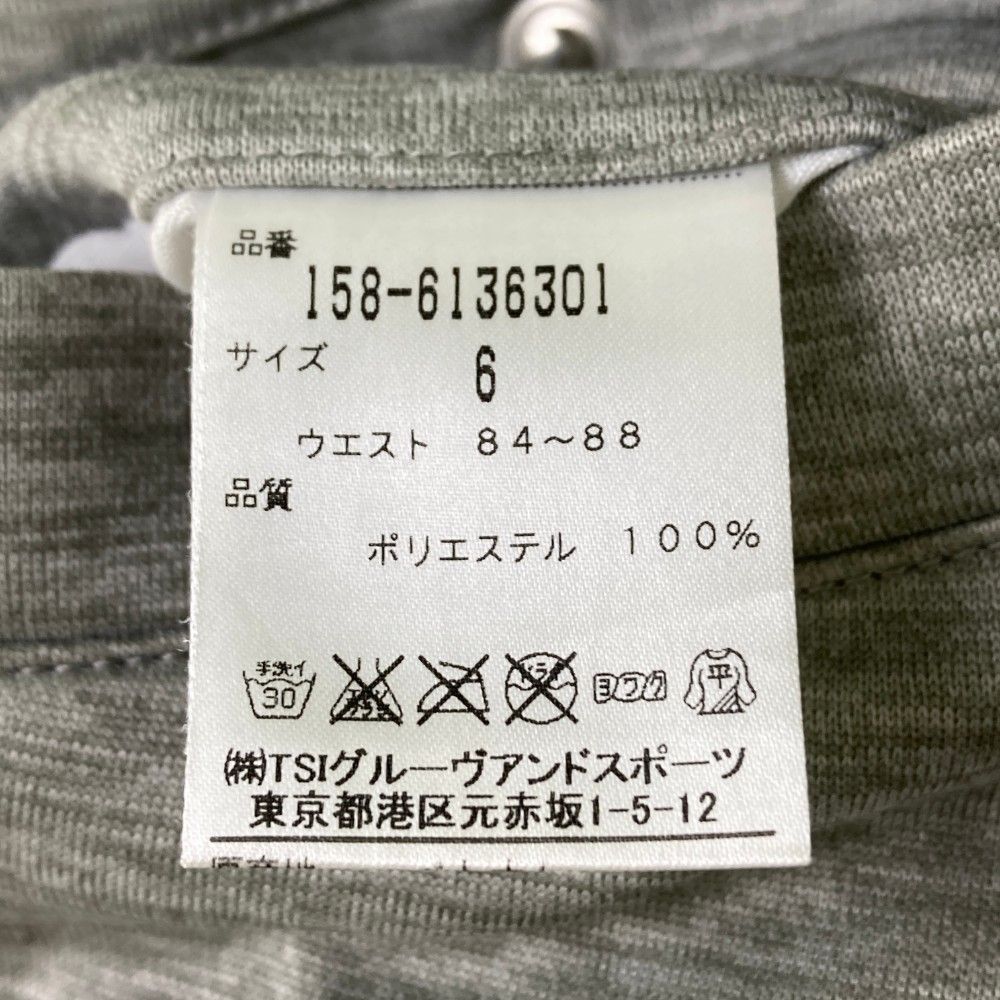 品番
158-6136301
サイズ 6
ウエスト 84～88
品質
ポリエステル 100%
手洗イ
30
ヨワク
平
㈱TSIグルーヴアンドスポーツ
東京都港区元赤坂1-5-12